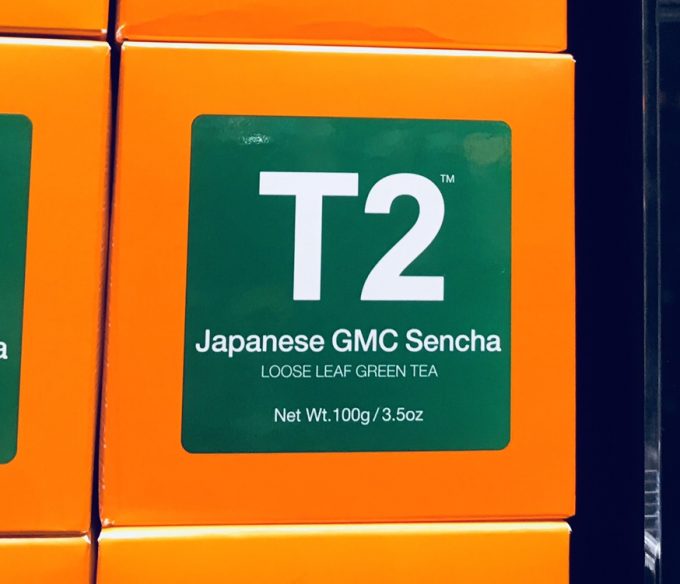 T2™
Japanese GMC Sencha
LOOSE LEAF GREEN TEA
Net Wt.100g/3.5oz
a